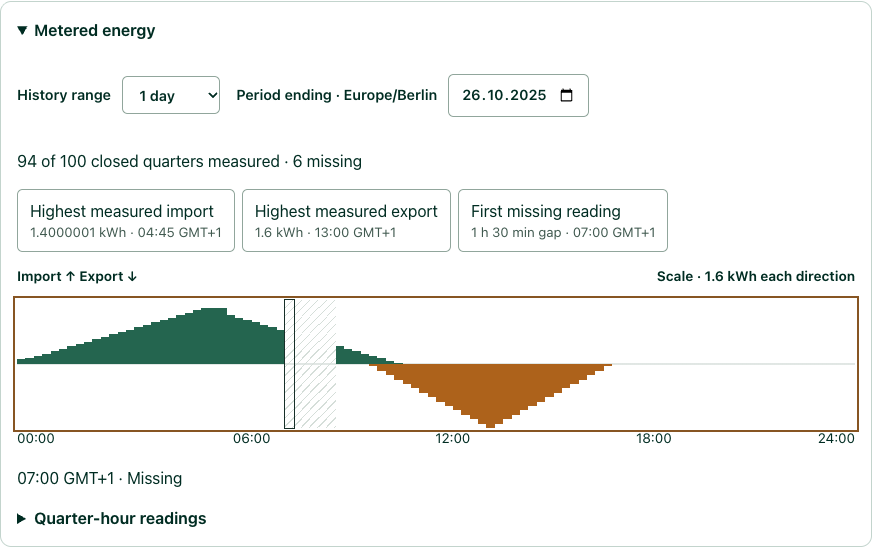 Metered energy
History range 1 day Period ending · Europe/Berlin 26.10.2025
94 of 100 closed quarters measured · 6 missing
Highest measured import Highest measured export First missing reading
1.4000001 kWh · 04:45 GMT+1 1.6 kWh · 13:00 GMT+1 1 h 30 min gap · 07:00 GMT+1
Import ↑ Export ↓ Scale · 1.6 kWh each direction
00:00 06:00 12:00 18:00 24:00
07:00 GMT+1 · Missing
Quarter-hour readings